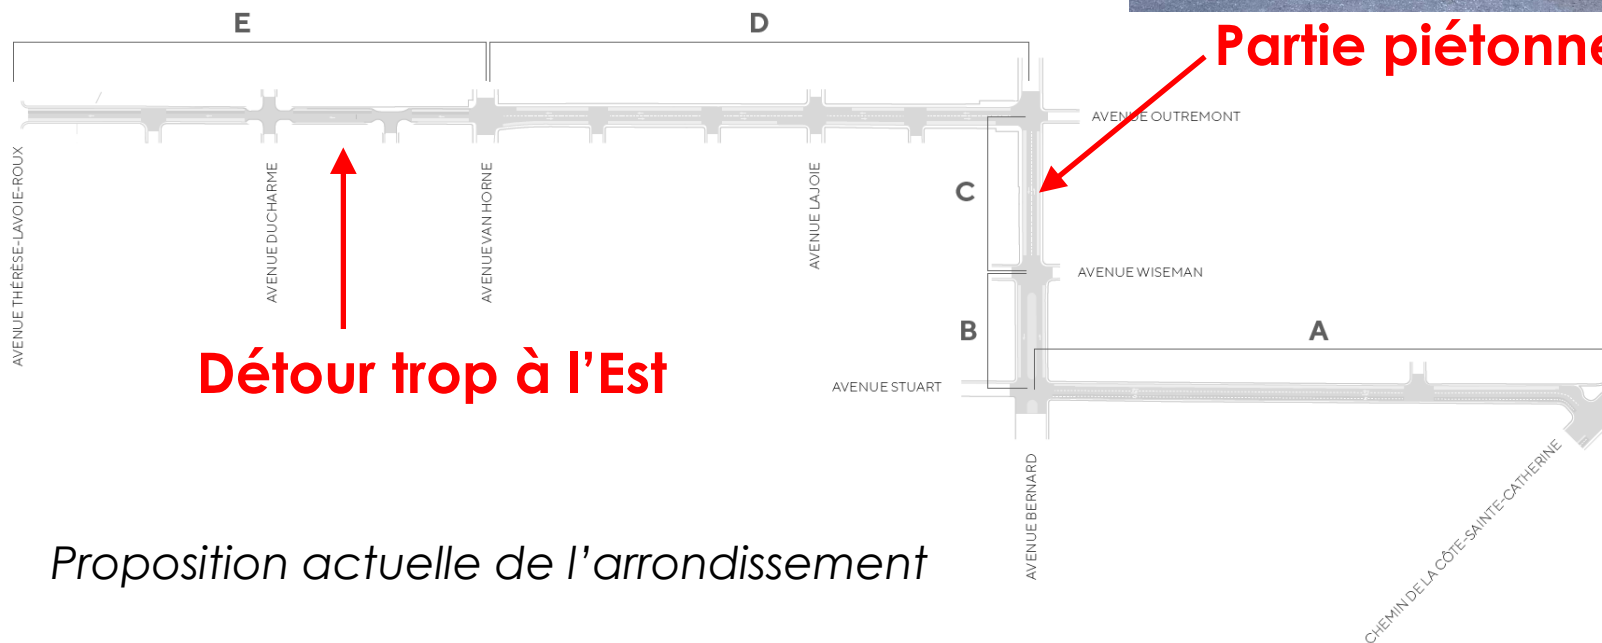 E
D
Partie piétonne
AVENUE OUTREMONT
AVENUE THÉRÈSE-LAVOIE-ROUX
AVENUE DUCHARME
AVENUE VAN HORNE
AVENUE LAJOIE
C
AVENUE WISEMAN
B
A
Détour trop à l’Est
AVENUE STUART
AVENUE BERNARD
CHEMIN DE LA CÔTE-SAINTE-CATHERINE
Proposition actuelle de l’arrondissement